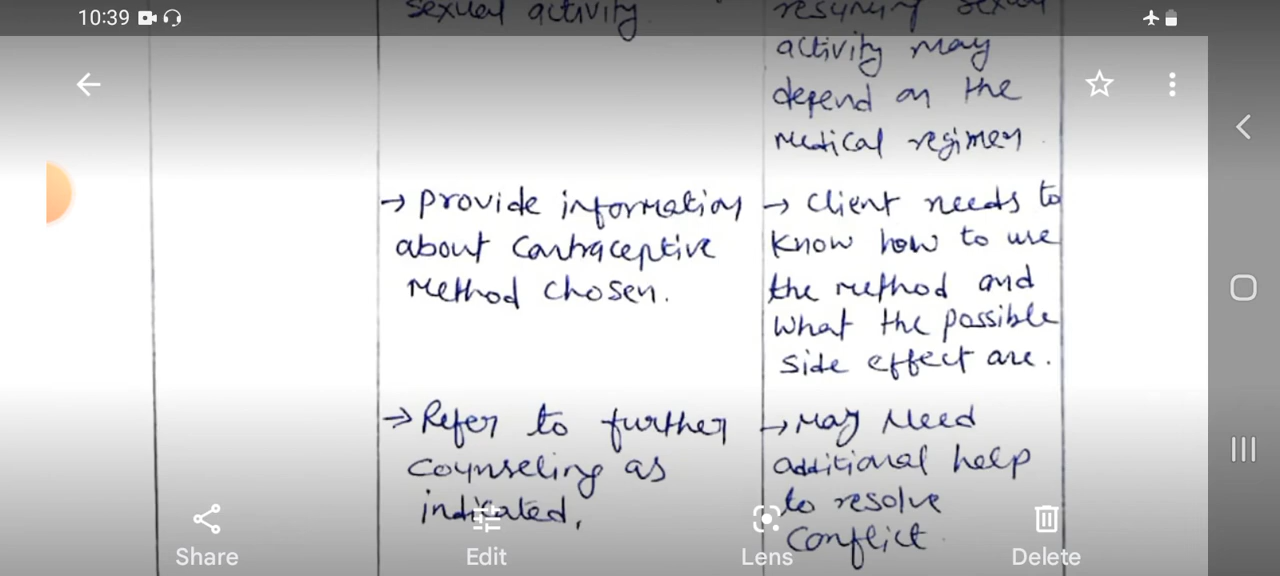 10:39
sexual activity
resuming sexual
activity may
depend on the
medical regimen.
→ provide information
about contraceptive
Method chosen.
→ client needs to
know how to use
the method and
what the possible
side effect are.
→ Refer to further
counseling as
indicated,
→ May Need
additional help
to resolve
conflict.
Share
Edit
Lens
Delete